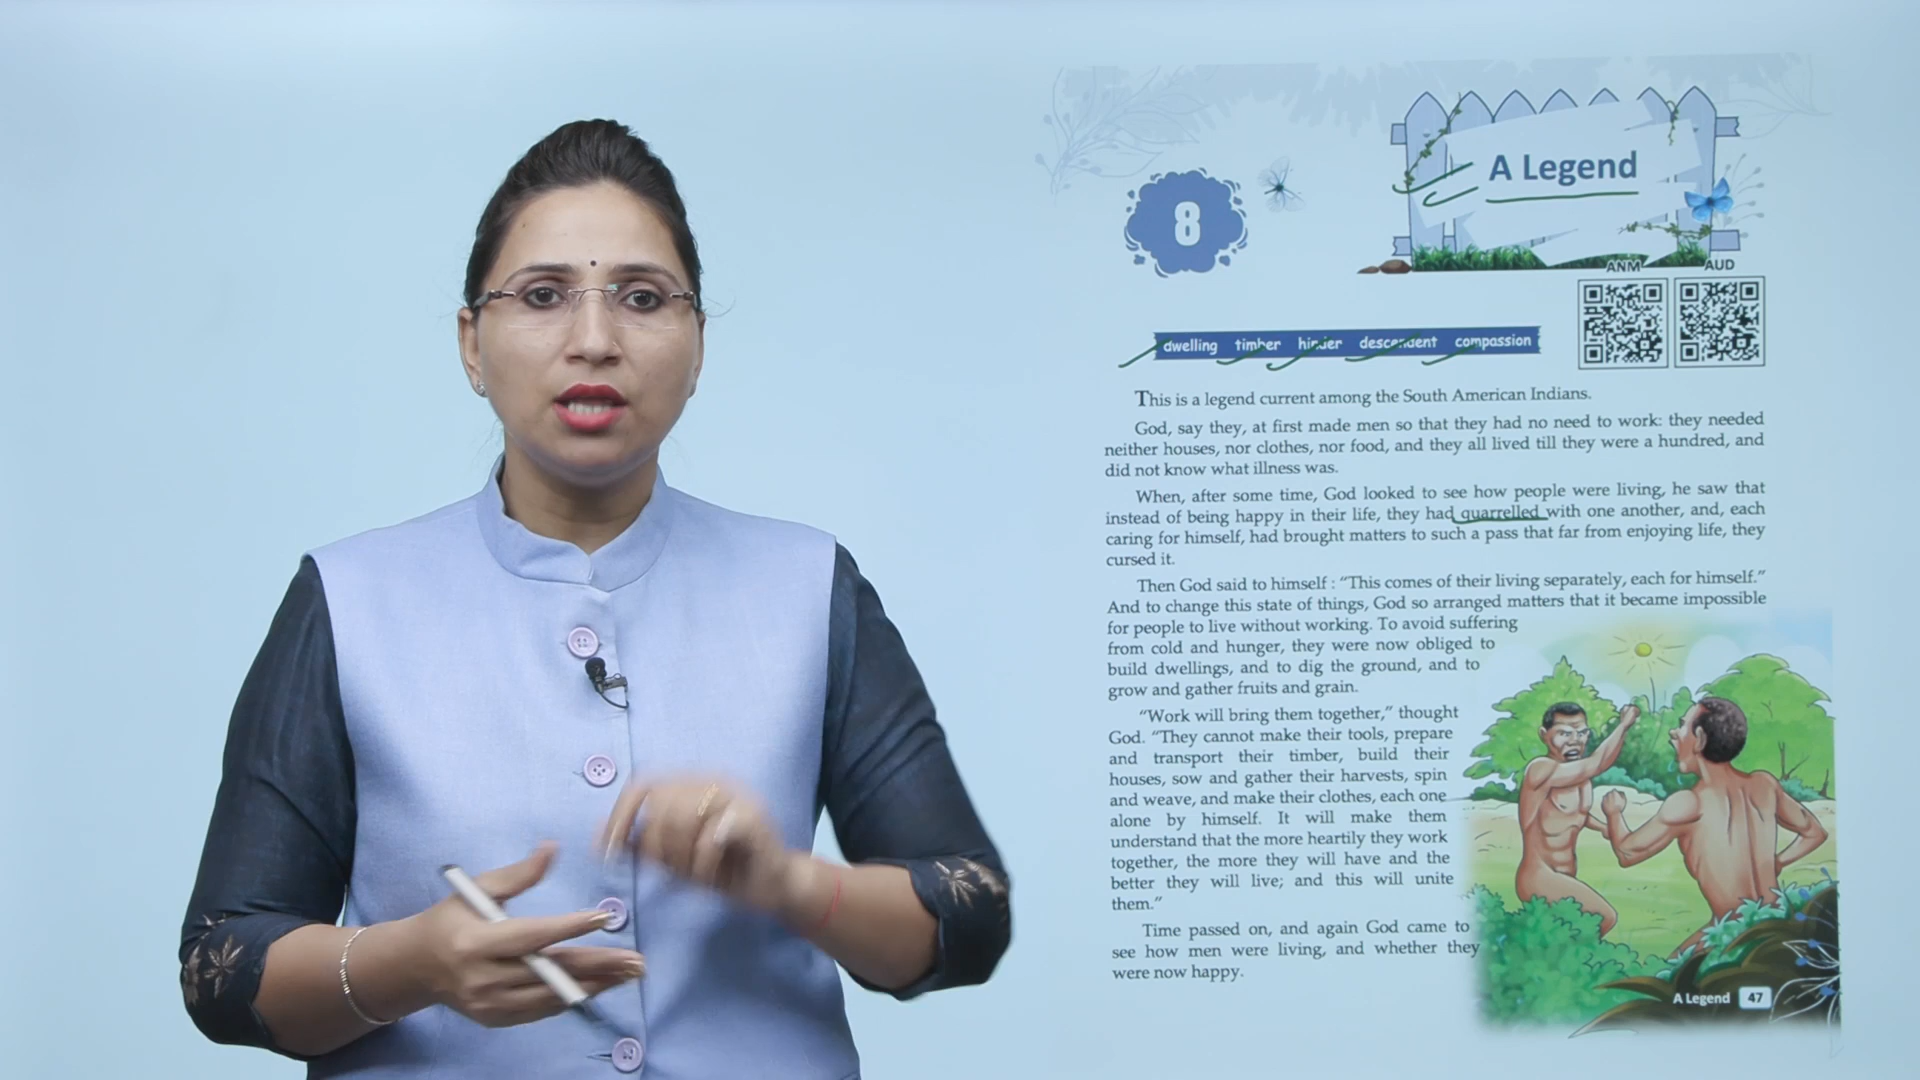 A Legend
8
ANM AUD
dwelling timber hinder descendent compassion
This is a legend current among the South American Indians.
God, say they, at first made men so that they had no need to work: they needed
neither houses, nor clothes, nor food, and they all lived till they were a hundred, and
did not know what illness was.
When, after some time, God looked to see how people were living, he saw that
instead of being happy in their life, they had quarrelled with one another, and, each
caring for himself, had brought matters to such a pass that far from enjoying life, they
cursed it.
Then God said to himself : “This comes of their living separately, each for himself.”
And to change this state of things, God so arranged matters that it became impossible
for people to live without working. To avoid suffering
from cold and hunger, they were now obliged to
build dwellings, and to dig the ground, and to
grow and gather fruits and grain.
“Work will bring them together,” thought
God. “They cannot make their tools, prepare
and transport their timber, build their
houses, sow and gather their harvests, spin
and weave, and make their clothes, each one
alone by himself. It will make them
understand that the more heartily they work
together, the more they will have and the
better they will live; and this will unite
them.”
Time passed on, and again God came to
see how men were living, and whether they
were now happy.
A Legend 47